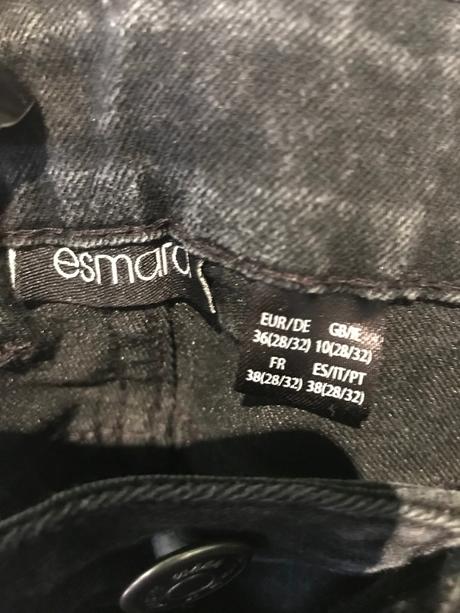 esmara
EUR/DE GB/IE
36(28/32) 10(28/32)
FR ES/IT/PT
38(28/32) 38(28/32)